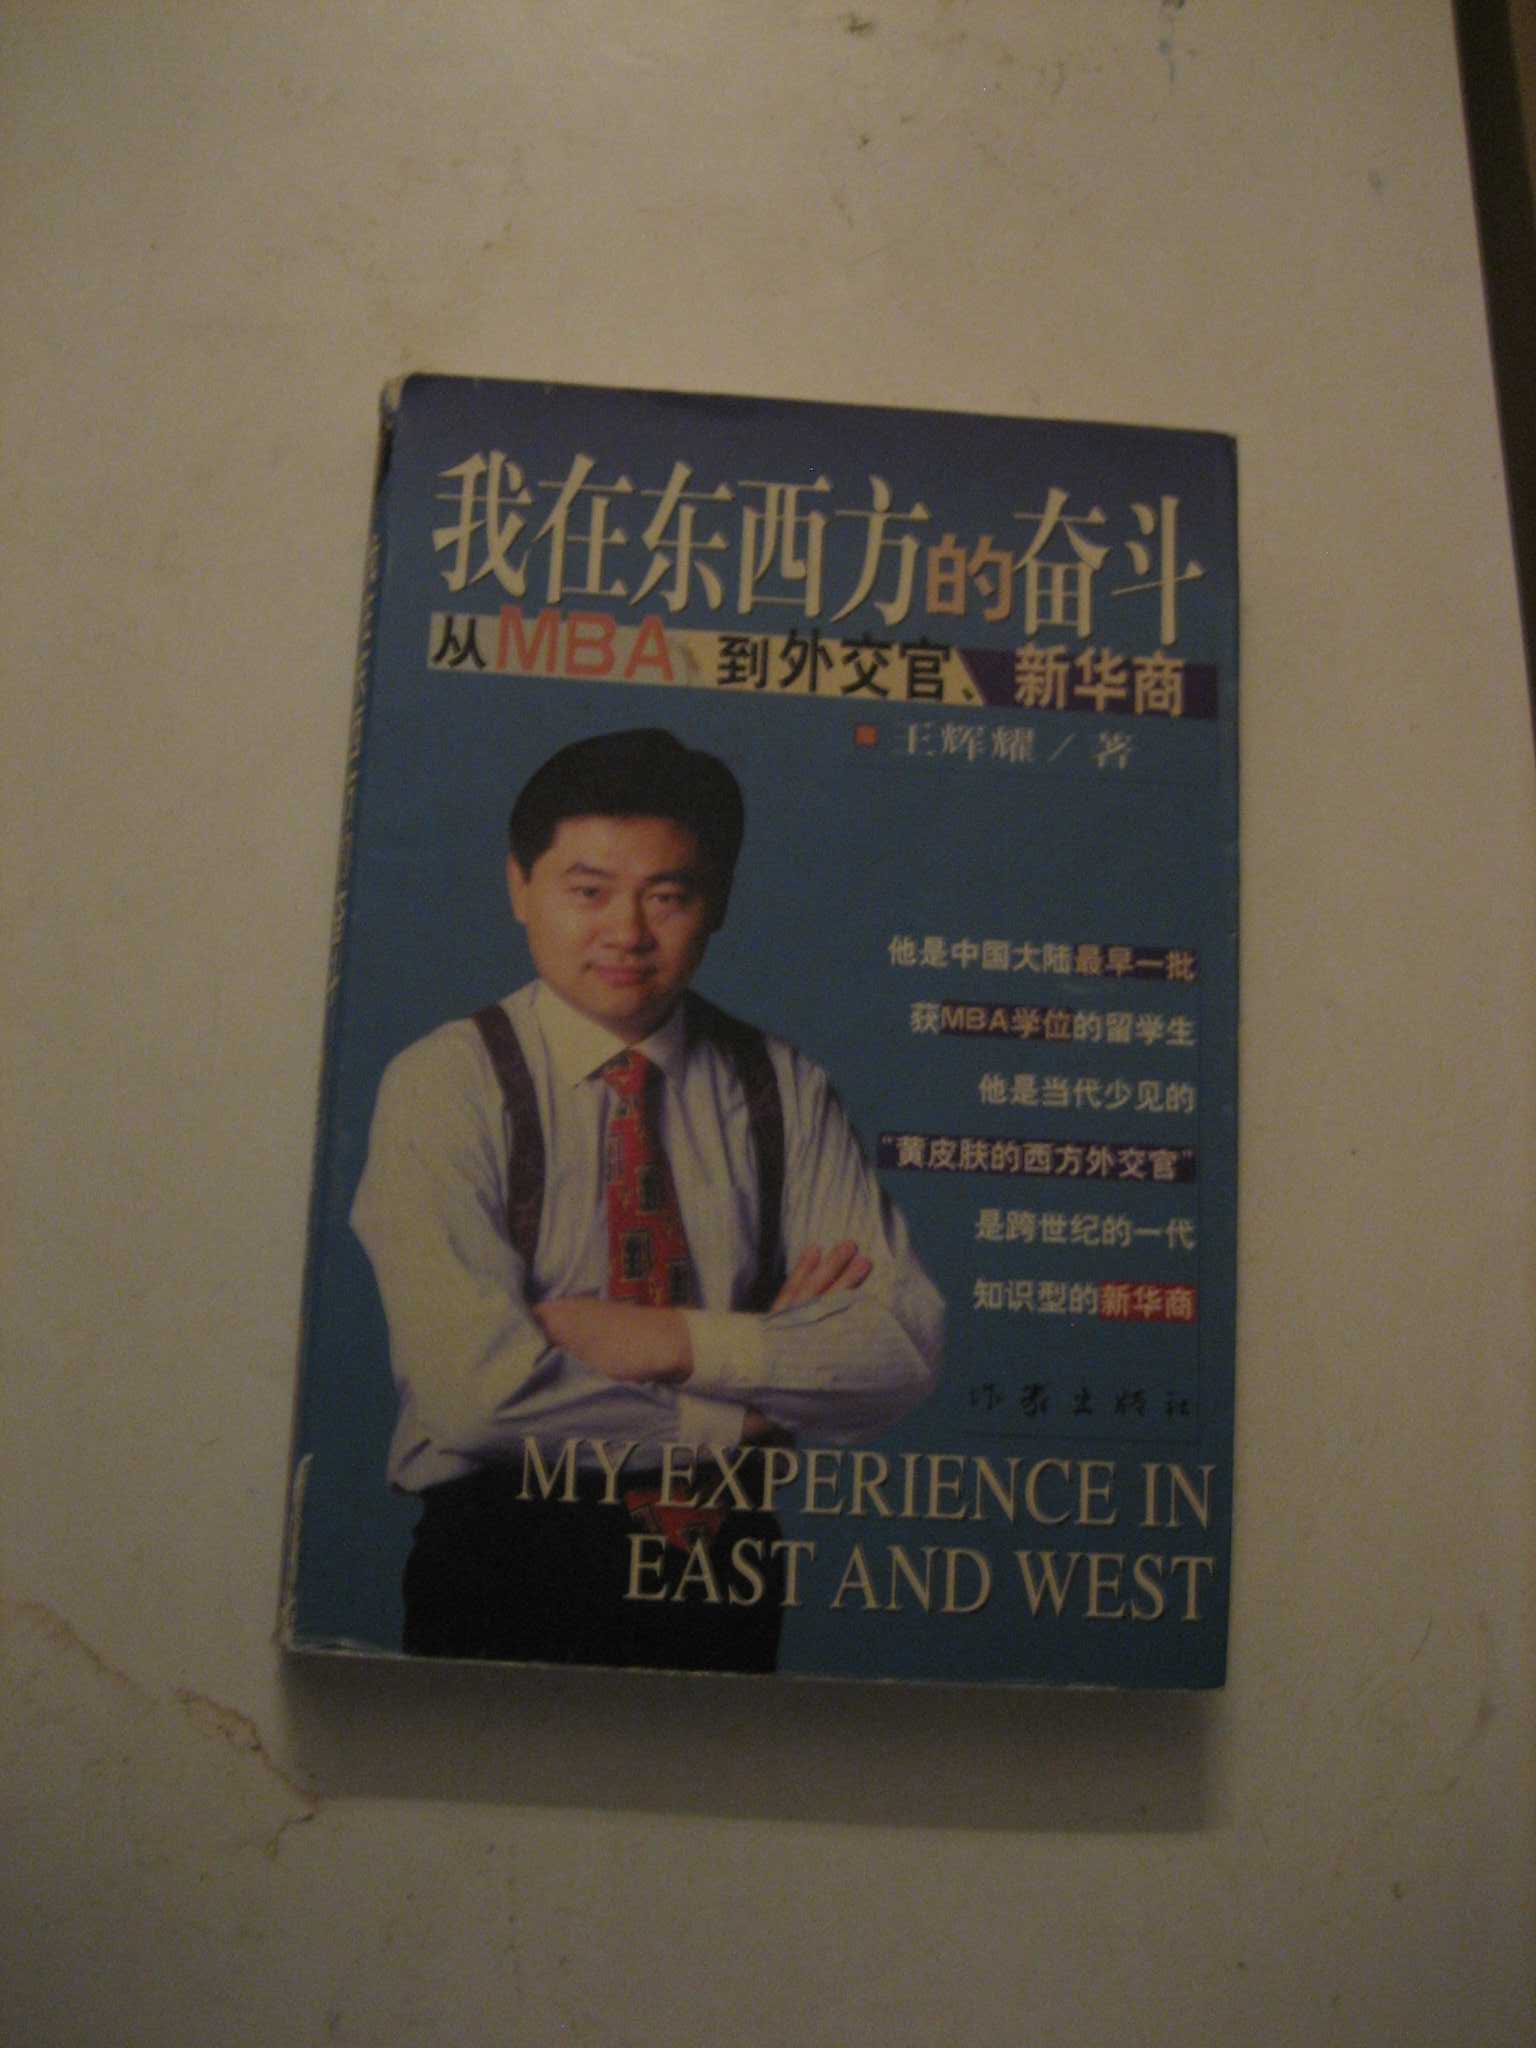 我在东西方的奋斗
从MBA、到外交官、新华商
王辉耀/著
他是中国大陆最早一批
获MBA学位的留学生
他是当代少见的
“黄皮肤的西方外交官”
是跨世纪的一代
知识型的新华商
作家出版社
MY EXPERIENCE IN
EAST AND WEST